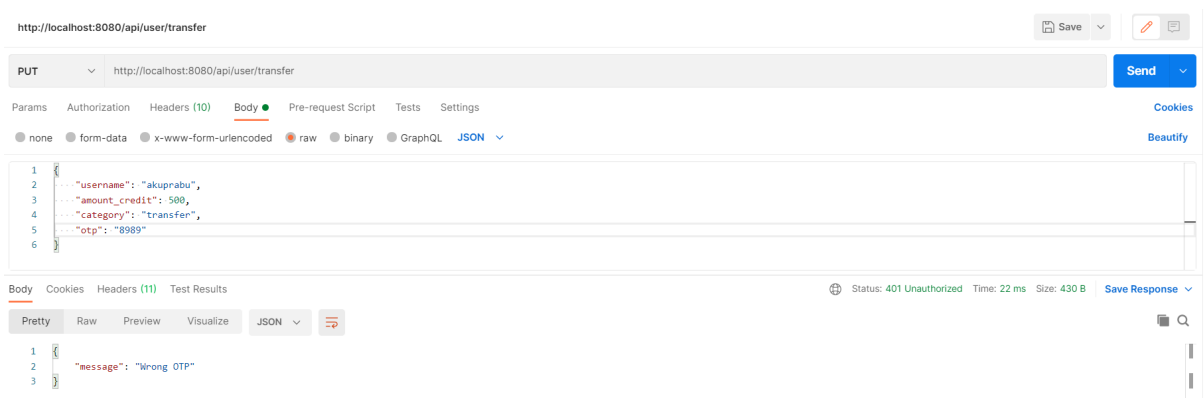 http://localhost:8080/api/user/transfer Save
PUT http://localhost:8080/api/user/transfer Send
Params Authorization Headers (10) Body Pre-request Script Tests Settings Cookies
none form-data x-www-form-urlencoded raw binary GraphQL JSON Beautify
1 {
2 "username": "akuprabu",
3 "amount_credit": 500,
4 "category": "transfer",
5 "otp": "8989"
6 }
Body Cookies Headers (11) Test Results Status: 401 Unauthorized Time: 22 ms Size: 430 B Save Response
Pretty Raw Preview Visualize JSON
1 {
2 "message": "Wrong OTP"
3 }